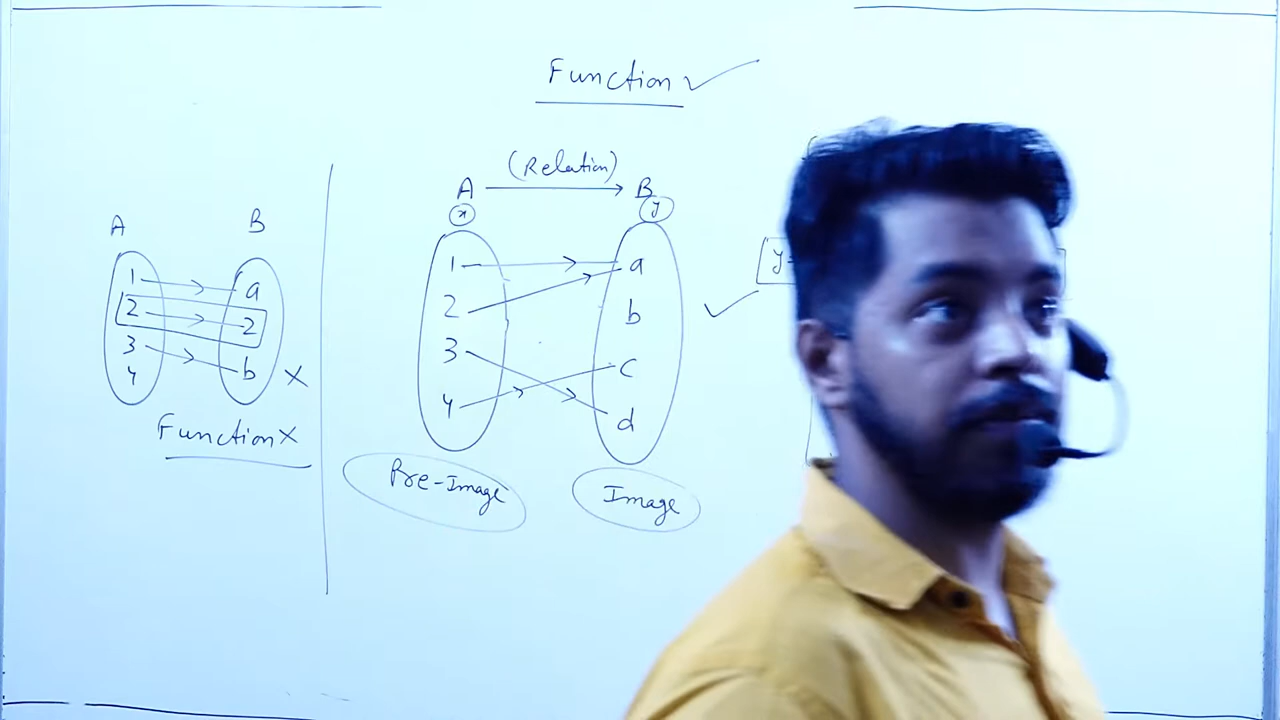 Function ✓
A (Relation) B
x y
1 a
2 b
3 c
4 d
✓
Pre-Image Image
A B
1 a
2 2
3 b
4
X
Function X
y